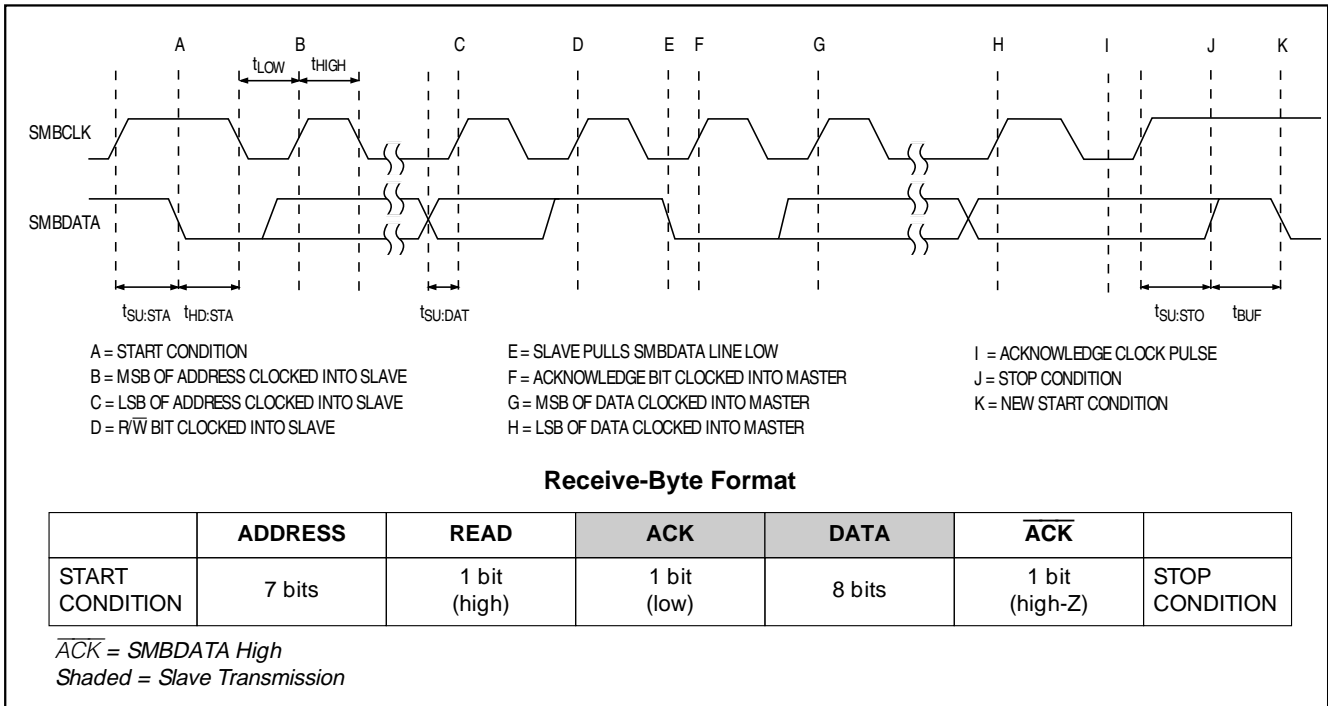 A B C D E F G H I J K
tLOW tHIGH
SMBCLK
SMBDATA
tSU:STA tHD:STA tSU:DAT tSU:STO tBUF
A = START CONDITION
B = MSB OF ADDRESS CLOCKED INTO SLAVE
C = LSB OF ADDRESS CLOCKED INTO SLAVE
D = R/W̅ BIT CLOCKED INTO SLAVE
E = SLAVE PULLS SMBDATA LINE LOW
F = ACKNOWLEDGE BIT CLOCKED INTO MASTER
G = MSB OF DATA CLOCKED INTO MASTER
H = LSB OF DATA CLOCKED INTO MASTER
I = ACKNOWLEDGE CLOCK PULSE
J = STOP CONDITION
K = NEW START CONDITION
Receive-Byte Format
ADDRESS READ ACK DATA A̅C̅K̅
START CONDITION 7 bits 1 bit (high) 1 bit (low) 8 bits 1 bit (high-Z) STOP CONDITION
A̅C̅K̅ = SMBDATA High
Shaded = Slave Transmission